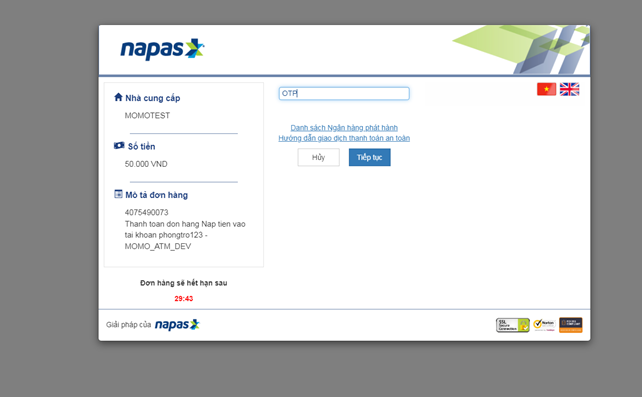 napas
Nhà cung cấp
MOMOTEST
Số tiền
50.000 VND
Mô tả đơn hàng
4075490073
Thanh toan don hang Nap tien vao
tai khoan phongtro123 -
MOMO_ATM_DEV
Đơn hàng sẽ hết hạn sau
29:43
OTP
Danh sách Ngân hàng phát hành
Hướng dẫn giao dịch thanh toán an toàn
Hủy
Tiếp tục
Giải pháp của napas
SSL
Secure
Connection
Norton